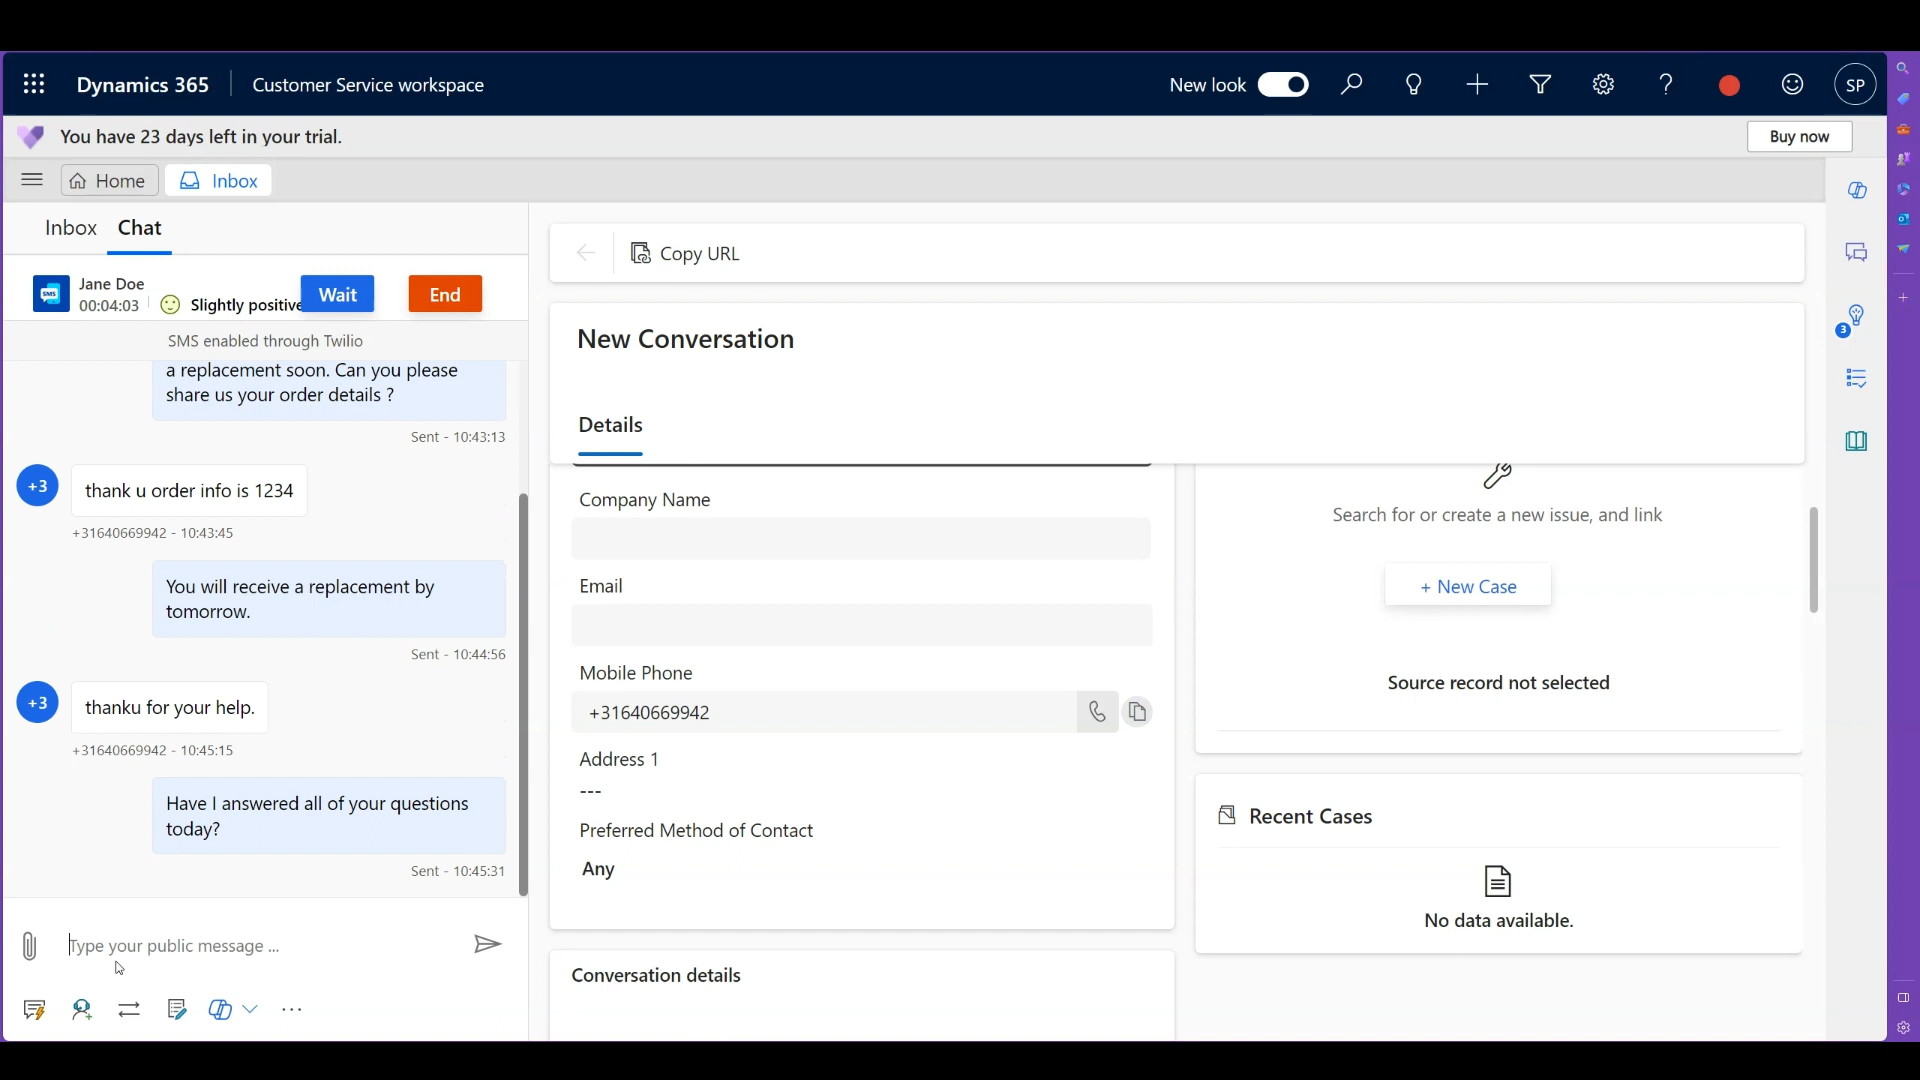 Dynamics 365
Customer Service workspace
New look
SP
You have 23 days left in your trial.
Buy now
Home
Inbox
Inbox
Chat
SMS
Jane Doe
00:04:03
Slightly positive
Wait
End
SMS enabled through Twilio
a replacement soon. Can you please
share us your order details ?
Sent - 10:43:13
+3
thank u order info is 1234
+31640669942 - 10:43:45
You will receive a replacement by
tomorrow.
Sent - 10:44:56
+3
thanku for your help.
+31640669942 - 10:45:15
Have I answered all of your questions
today?
Sent - 10:45:31
Type your public message ...
Copy URL
New Conversation
Details
Company Name
Email
Mobile Phone
+31640669942
Address 1
---
Preferred Method of Contact
Any
Conversation details
Search for or create a new issue, and link
+ New Case
Source record not selected
Recent Cases
No data available.
3